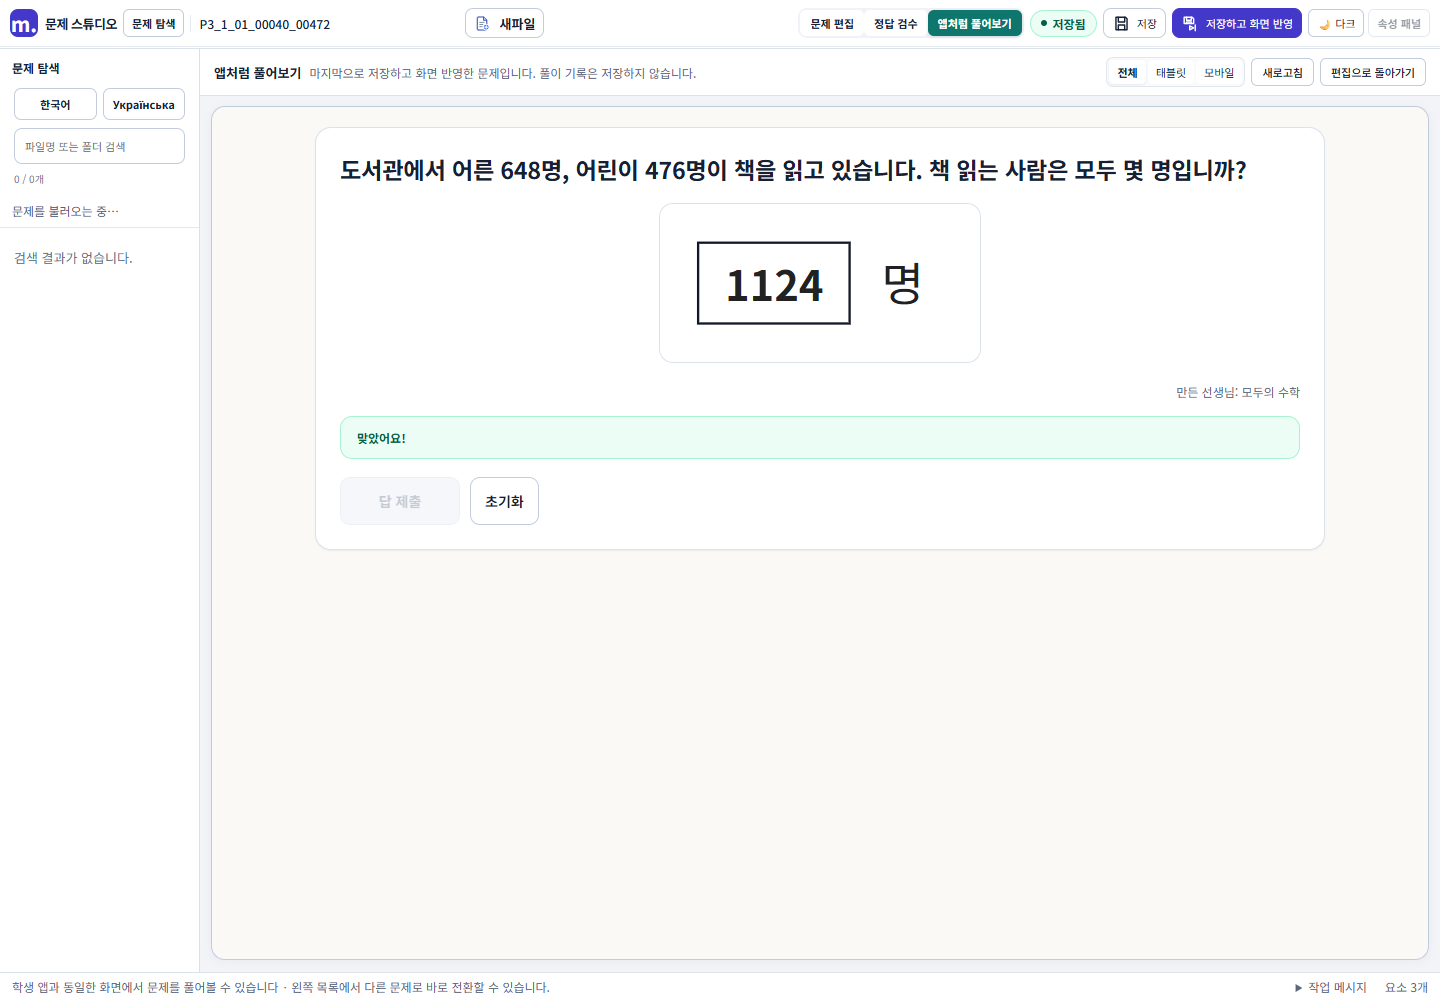 m. 문제 스튜디오 문제 탐색 P3_1_01_00040_00472 새파일 문제 편집 정답 검수 앱처럼 풀어보기 저장됨 저장 저장하고 화면 반영 다크 속성 패널
문제 탐색
한국어 Українська
파일명 또는 폴더 검색
0 / 0개
문제를 불러오는 중…
검색 결과가 없습니다.
앱처럼 풀어보기 마지막으로 저장하고 화면 반영한 문제입니다. 풀이 기록은 저장하지 않습니다. 전체 태블릿 모바일 새로고침 편집으로 돌아가기
도서관에서 어른 648명, 어린이 476명이 책을 읽고 있습니다. 책 읽는 사람은 모두 몇 명입니까?
1124 명
만든 선생님: 모두의 수학
맞았어요!
답 제출 초기화
학생 앱과 동일한 화면에서 문제를 풀어볼 수 있습니다 · 왼쪽 목록에서 다른 문제로 바로 전환할 수 있습니다. ▶ 작업 메시지 요소 3개